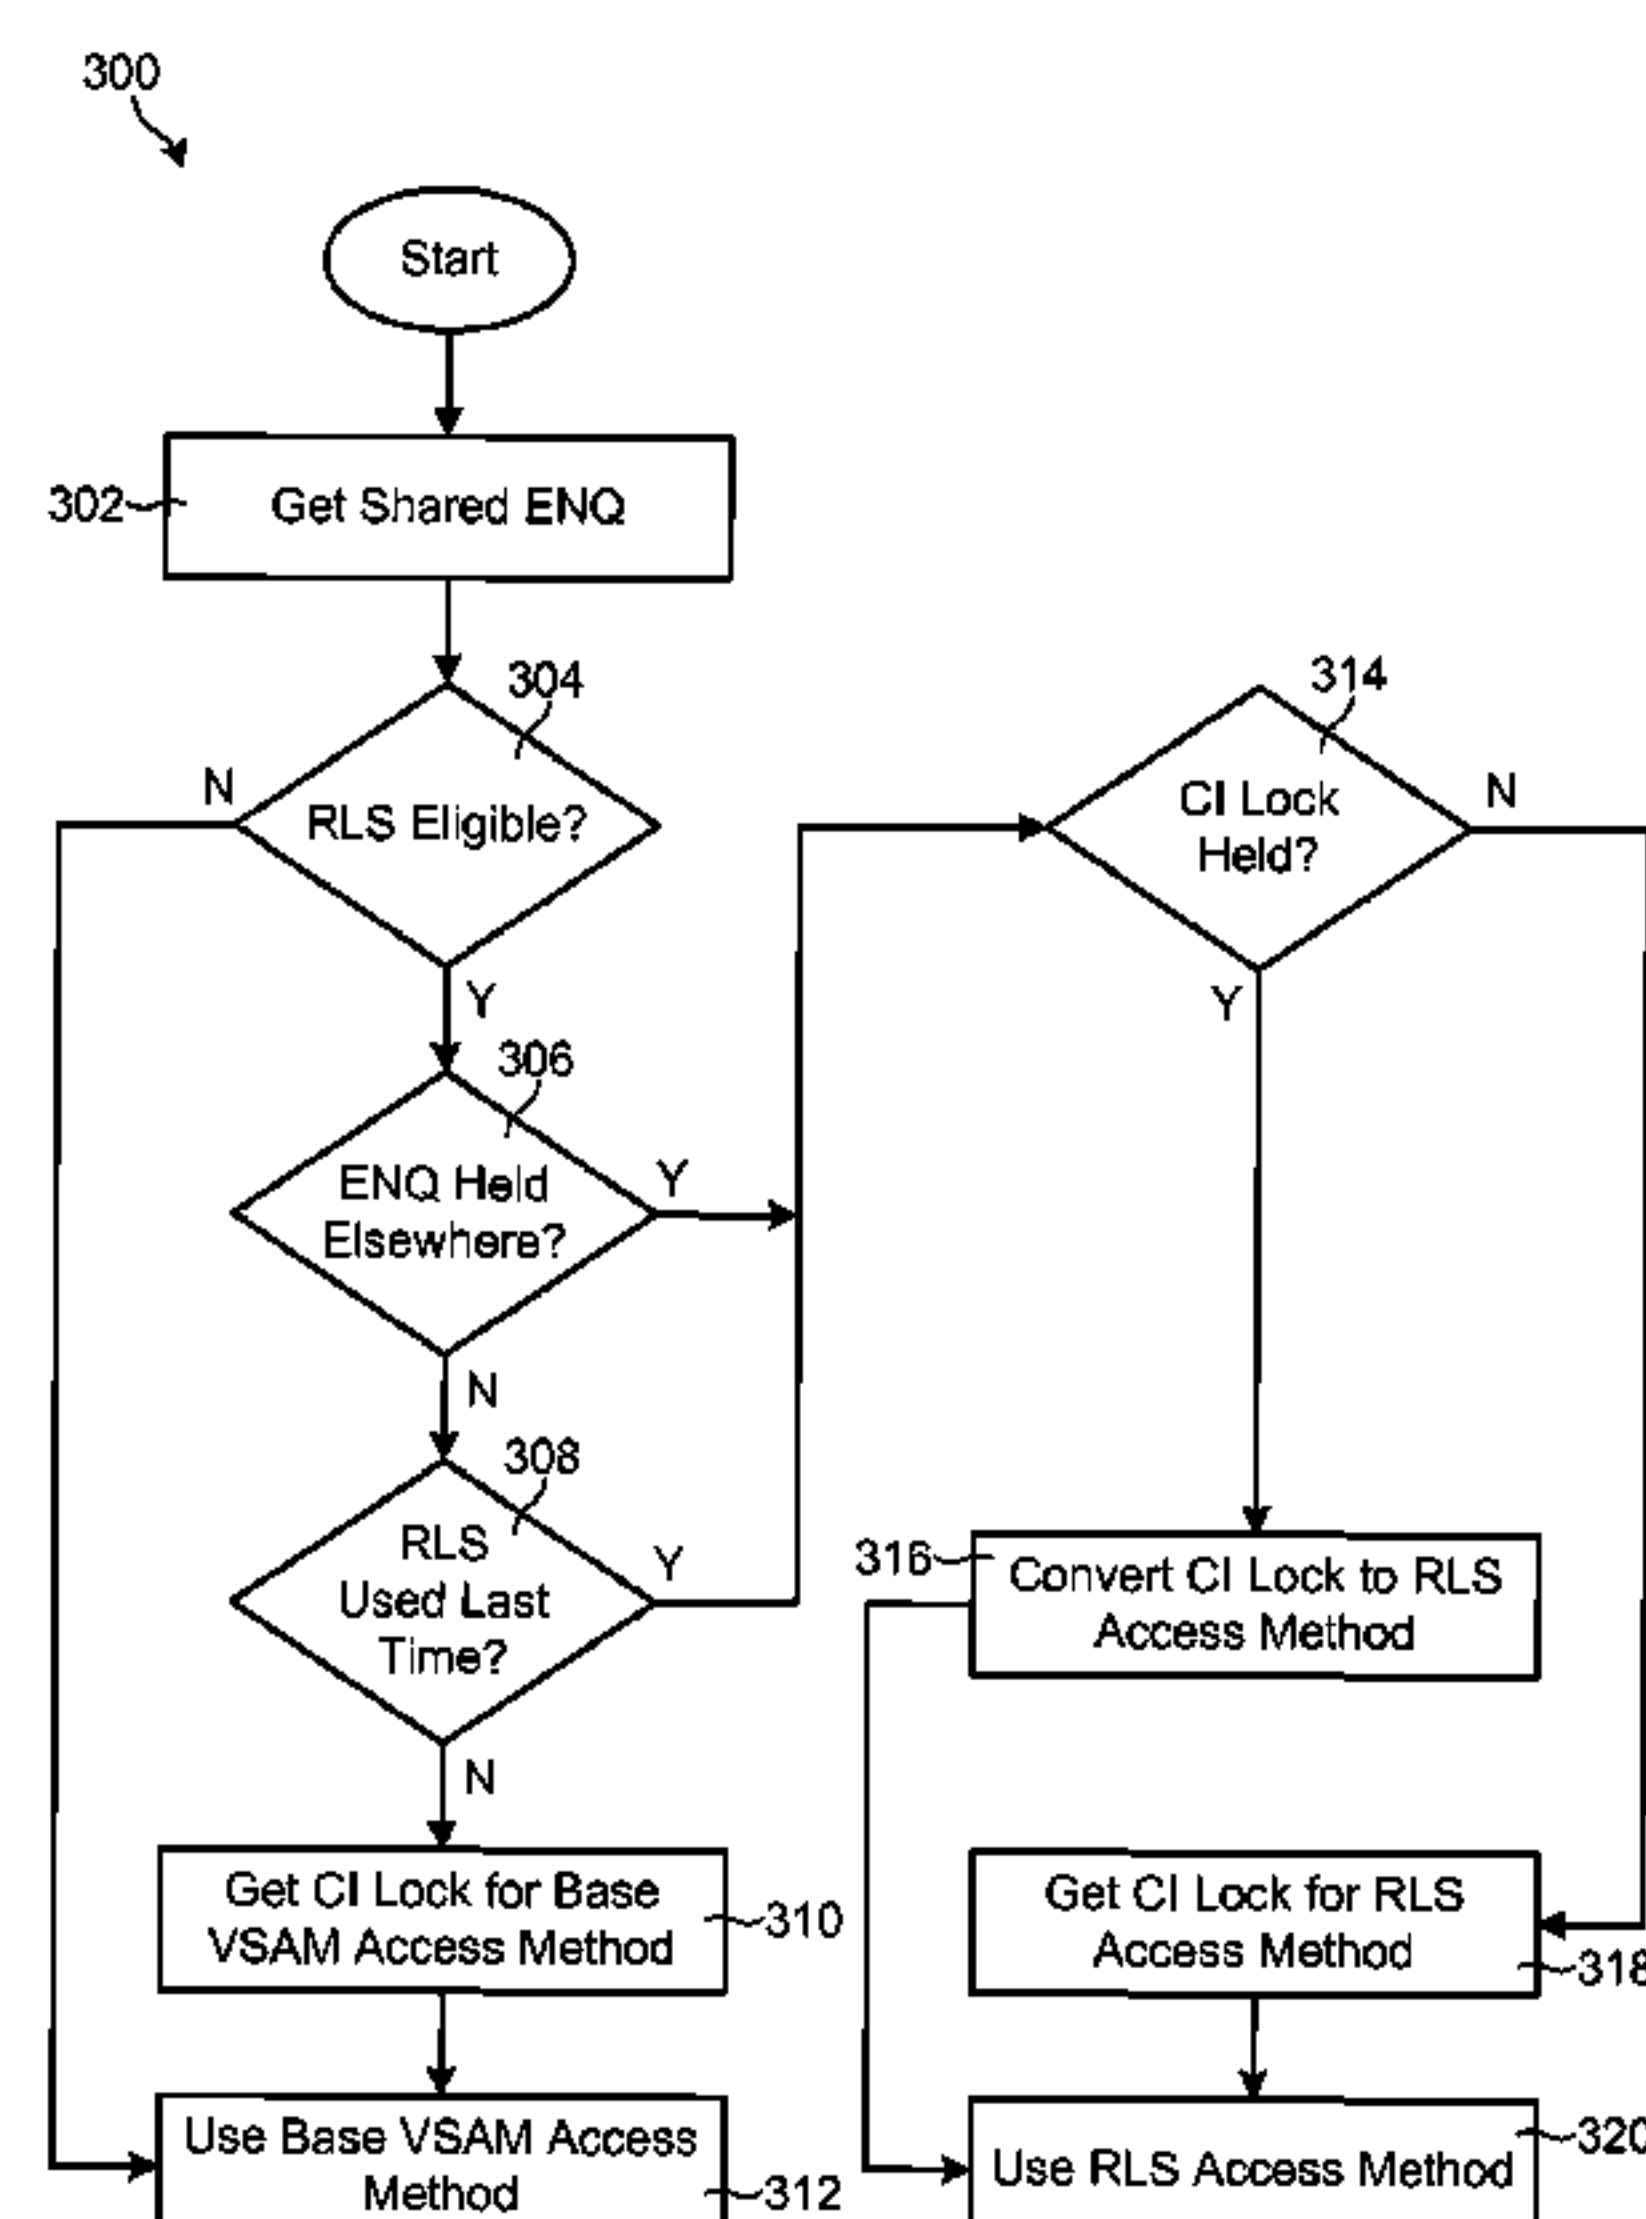 300
Start
302
Get Shared ENQ
304
N
RLS Eligible?
Y
306
ENQ Held
Elsewhere?
Y
N
308
RLS
Used Last
Time?
Y
N
Get CI Lock for Base
VSAM Access Method
310
Use Base VSAM Access
Method
312
314
CI Lock
Held?
N
Y
316
Convert CI Lock to RLS
Access Method
Get CI Lock for RLS
Access Method
318
Use RLS Access Method
320